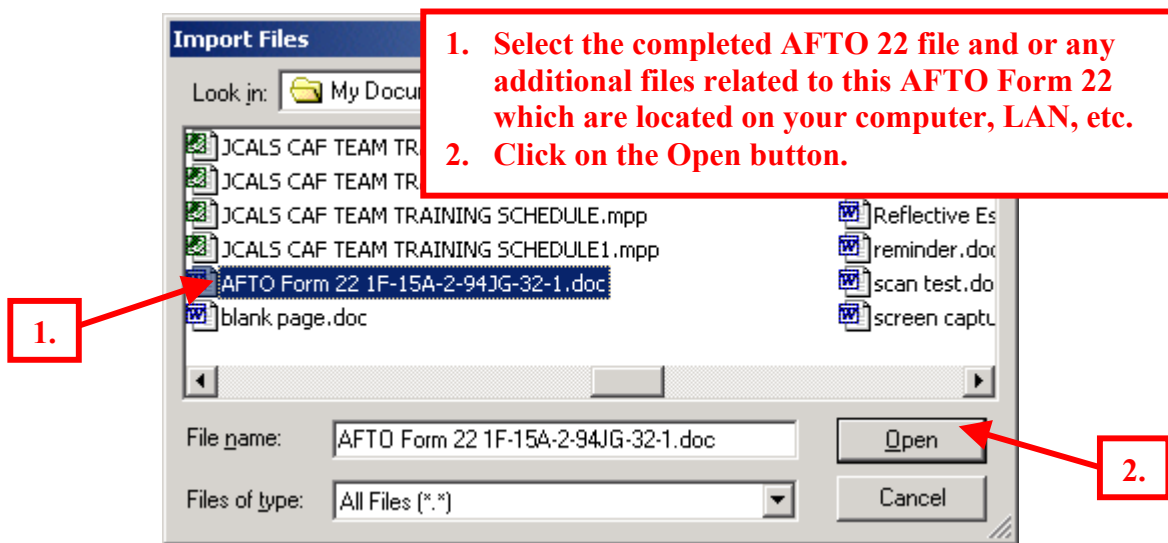 Import Files
1. Select the completed AFTO 22 file and or any
additional files related to this AFTO Form 22
which are located on your computer, LAN, etc.
2. Click on the Open button.
Look in: My Docu
JCALS CAF TEAM TR
JCALS CAF TEAM TR
JCALS CAF TEAM TRAINING SCHEDULE.mpp
JCALS CAF TEAM TRAINING SCHEDULE1.mpp
AFTO Form 22 1F-15A-2-94JG-32-1.doc
blank page.doc
Reflective Es
reminder.doc
scan test.do
screen captu
1.
File name: AFTO Form 22 1F-15A-2-94JG-32-1.doc Open
2.
Files of type: All Files (*.*) Cancel